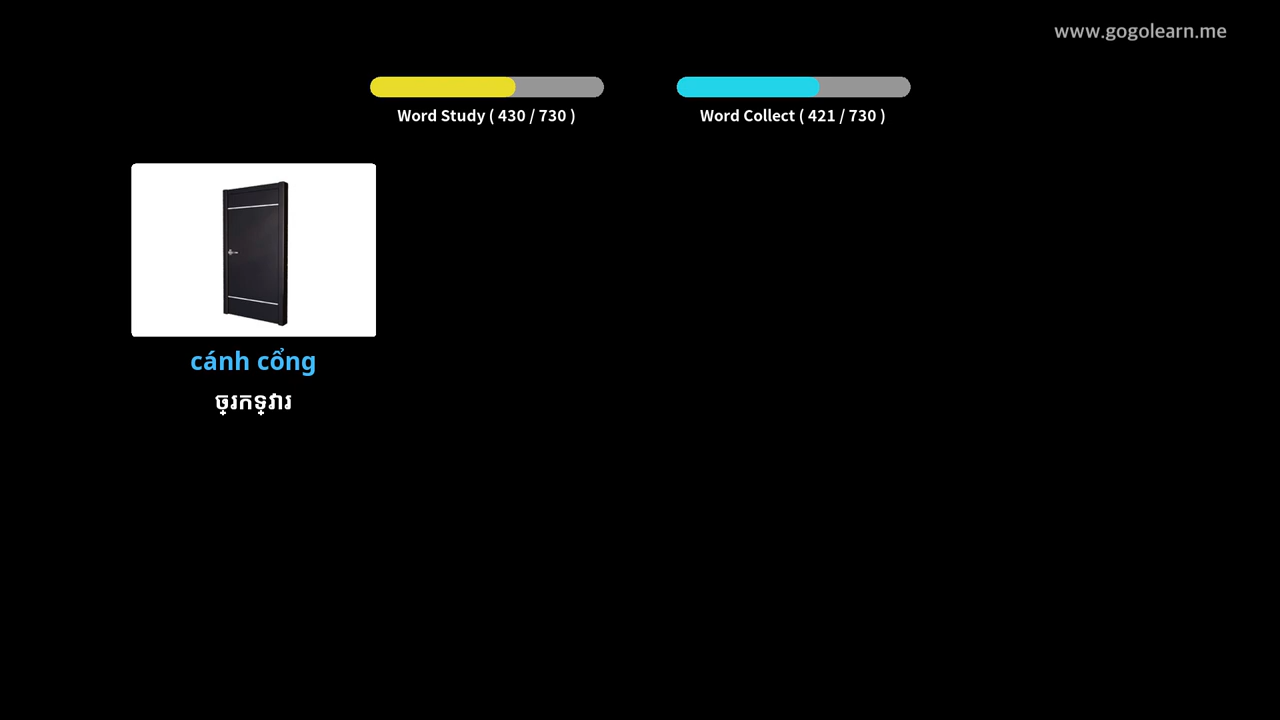 www.gogolearn.me
Word Study ( 430 / 730 )
Word Collect ( 421 / 730 )
cánh cổng
ច្រកទ្វារ